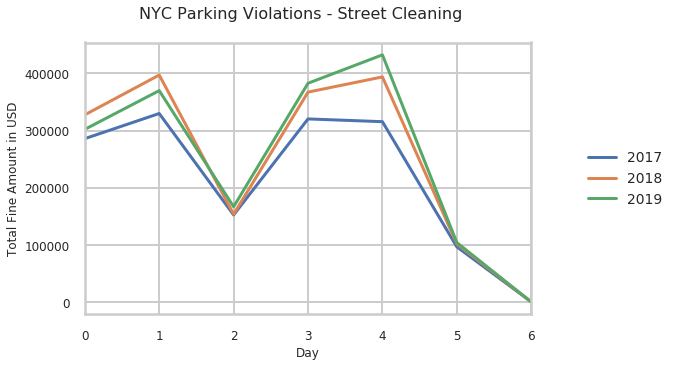 NYC Parking Violations - Street Cleaning
Total Fine Amount in USD
400000
300000
200000
100000
0
0 1 2 3 4 5 6
Day
2017
2018
2019